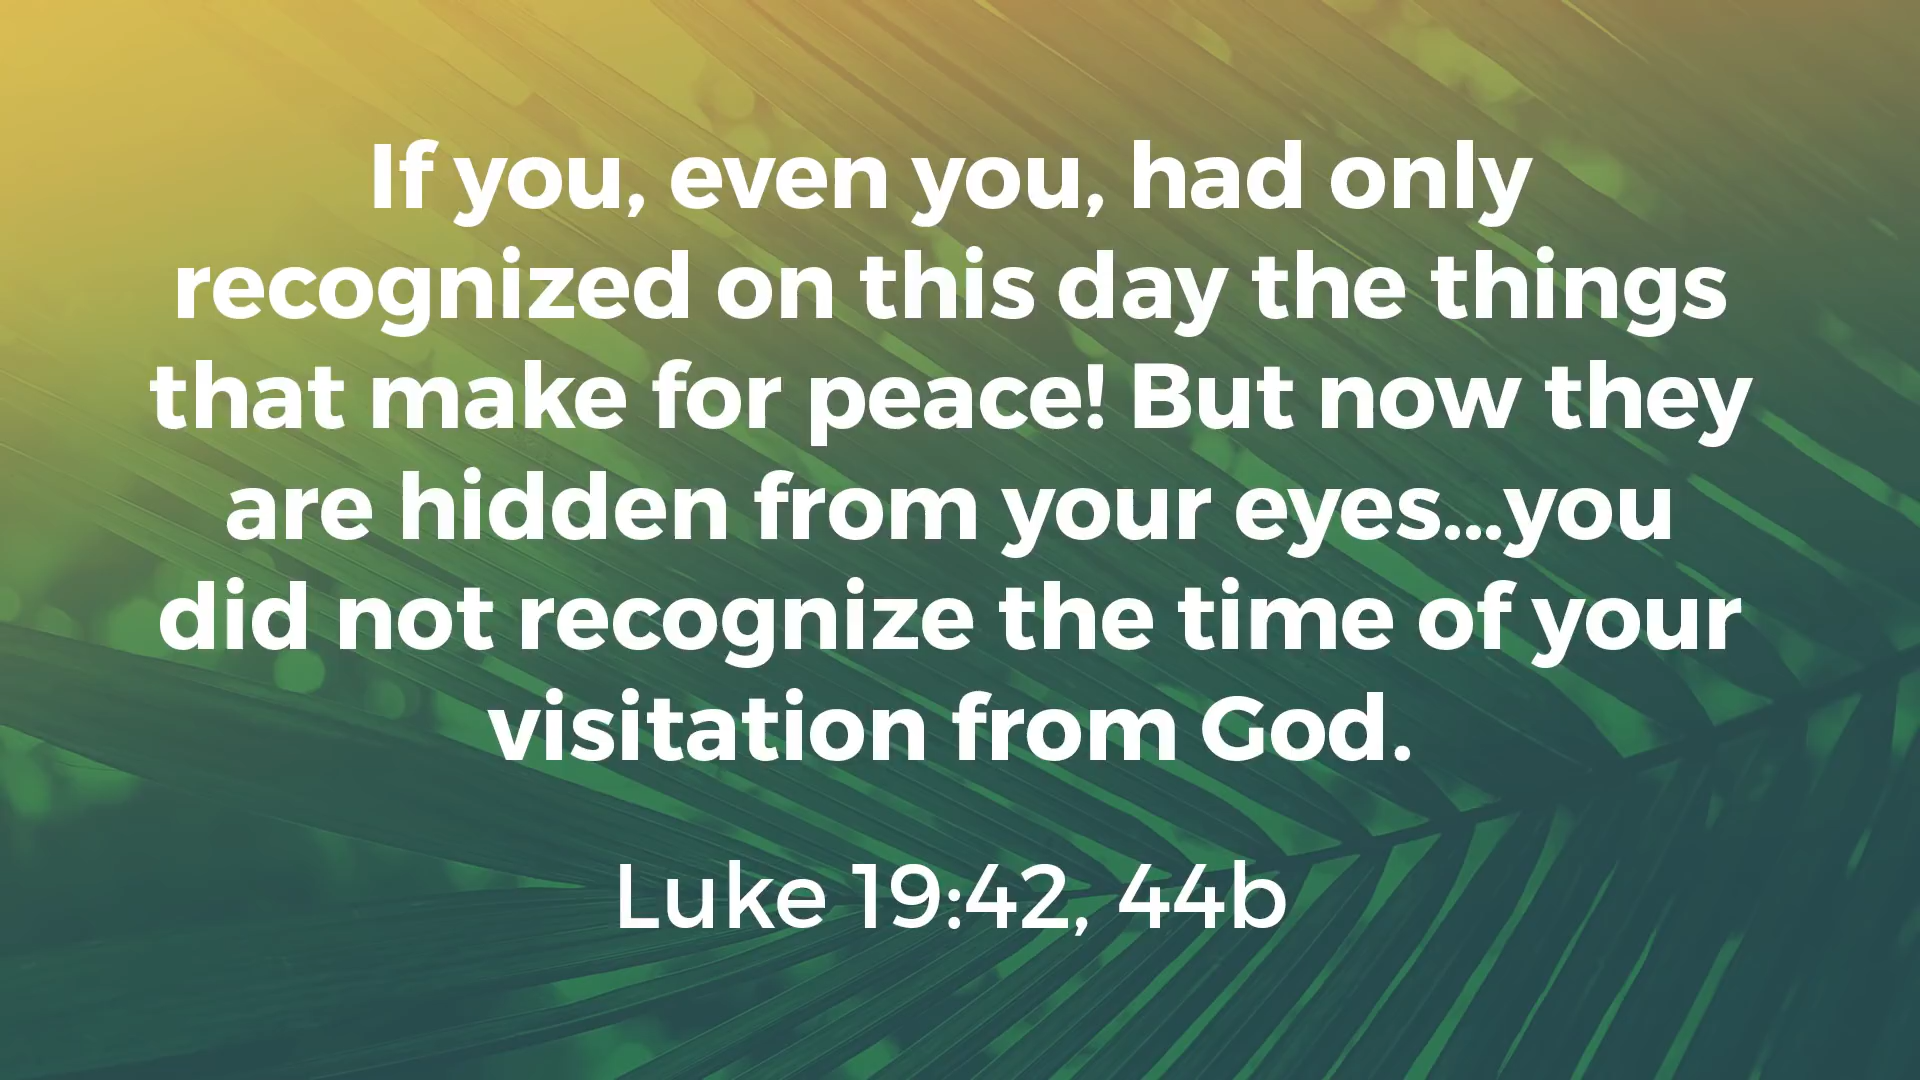 If you, even you, had only
recognized on this day the things
that make for peace! But now they
are hidden from your eyes...you
did not recognize the time of your
visitation from God.
Luke 19:42, 44b